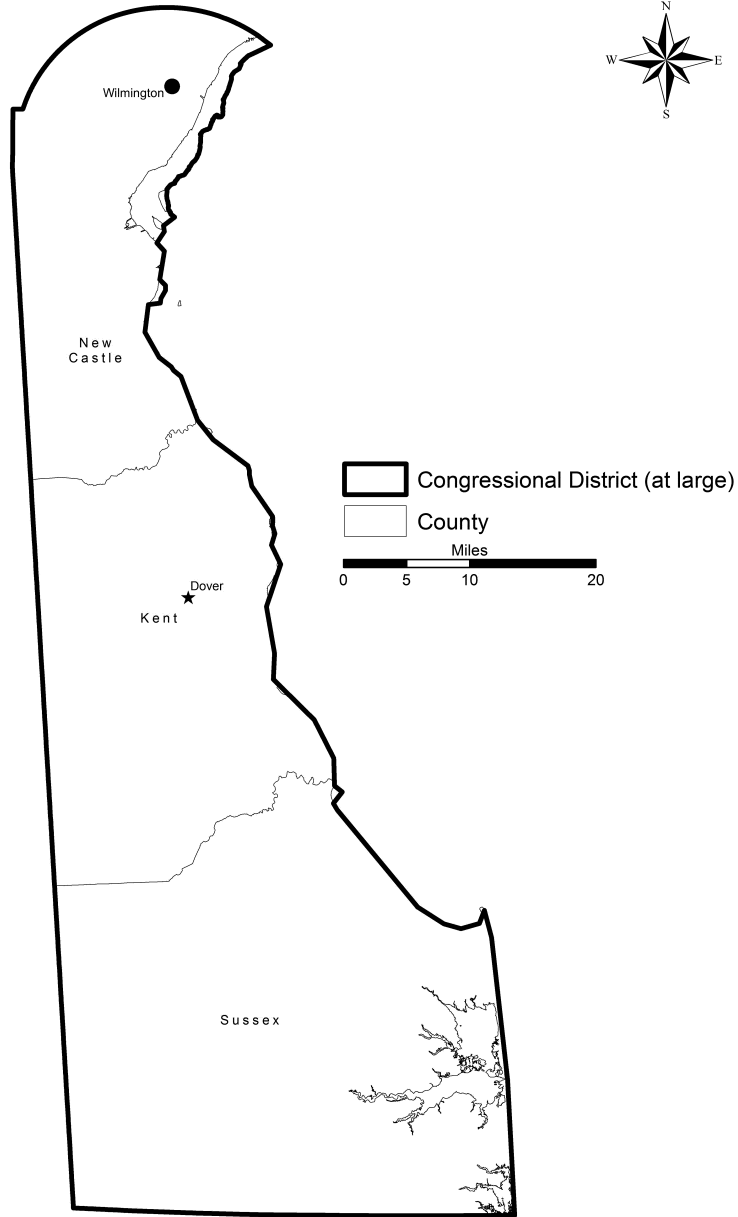 N
W E
S
Wilmington
New
Castle
Congressional District (at large)
County
Miles
0 5 10 20
Dover
Kent
Sussex